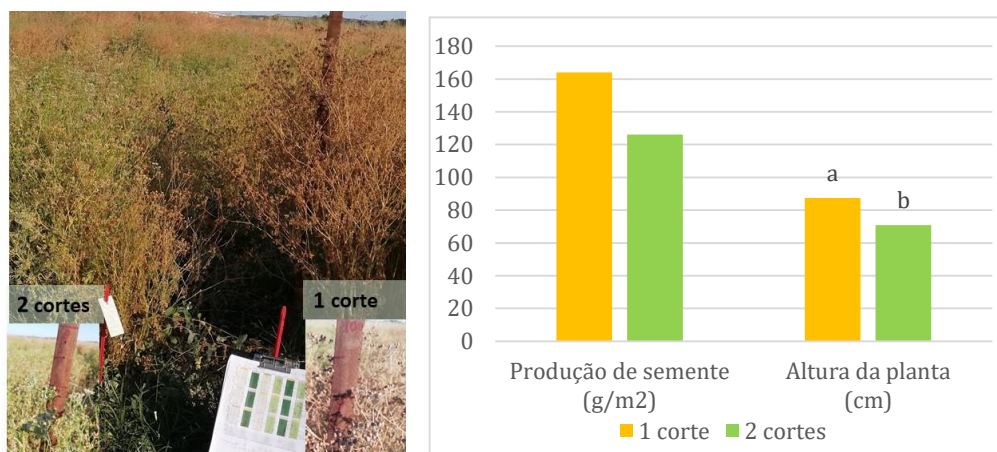 2 cortes
1 corte
180
160
140
120
100
80
60
40
20
0
a
b
Produção de semente
(g/m2)
Altura da planta
(cm)
1 corte
2 cortes